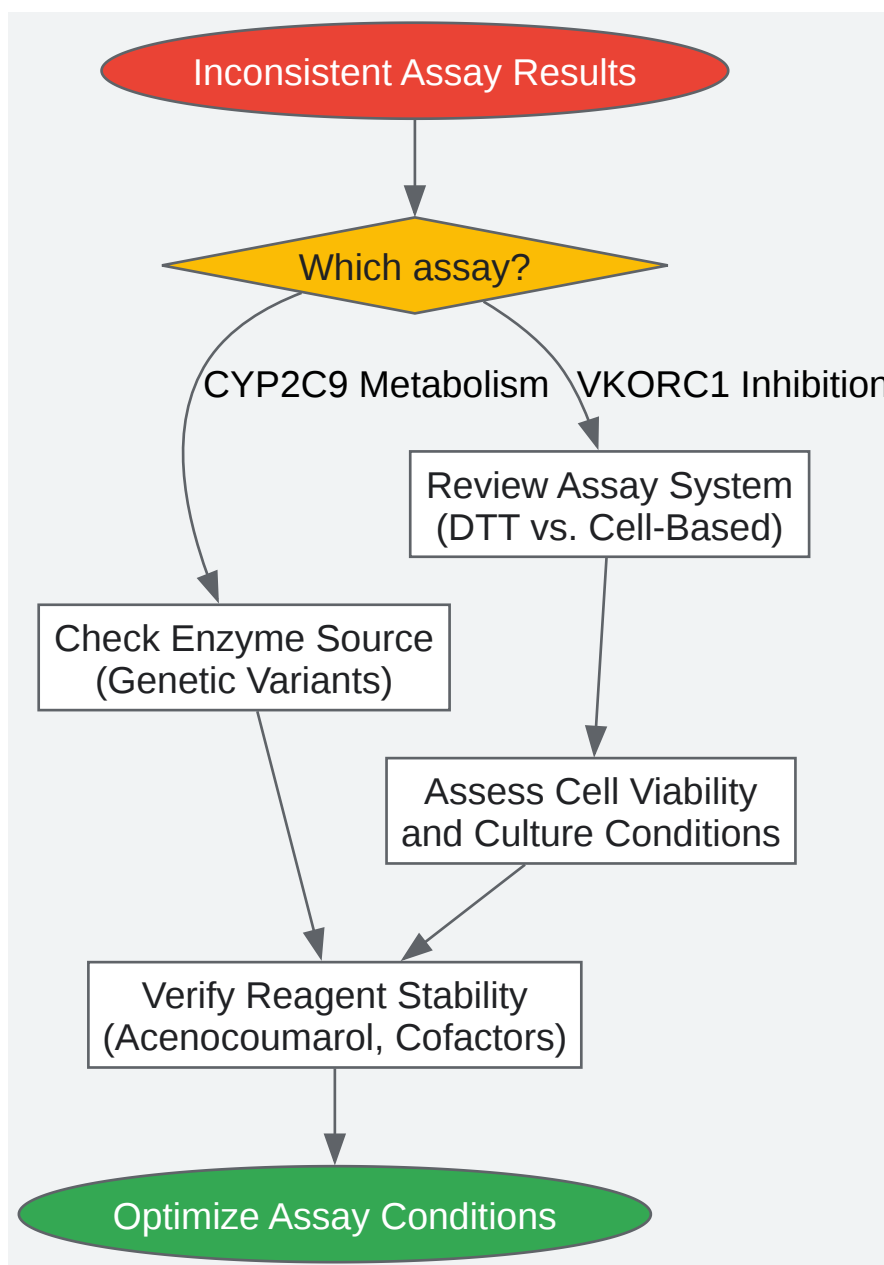 Inconsistent Assay Results
Which assay?
CYP2C9 Metabolism
VKORC1 Inhibition
Review Assay System
(DTT vs. Cell-Based)
Check Enzyme Source
(Genetic Variants)
Assess Cell Viability
and Culture Conditions
Verify Reagent Stability
(Acenocoumarol, Cofactors)
Optimize Assay Conditions